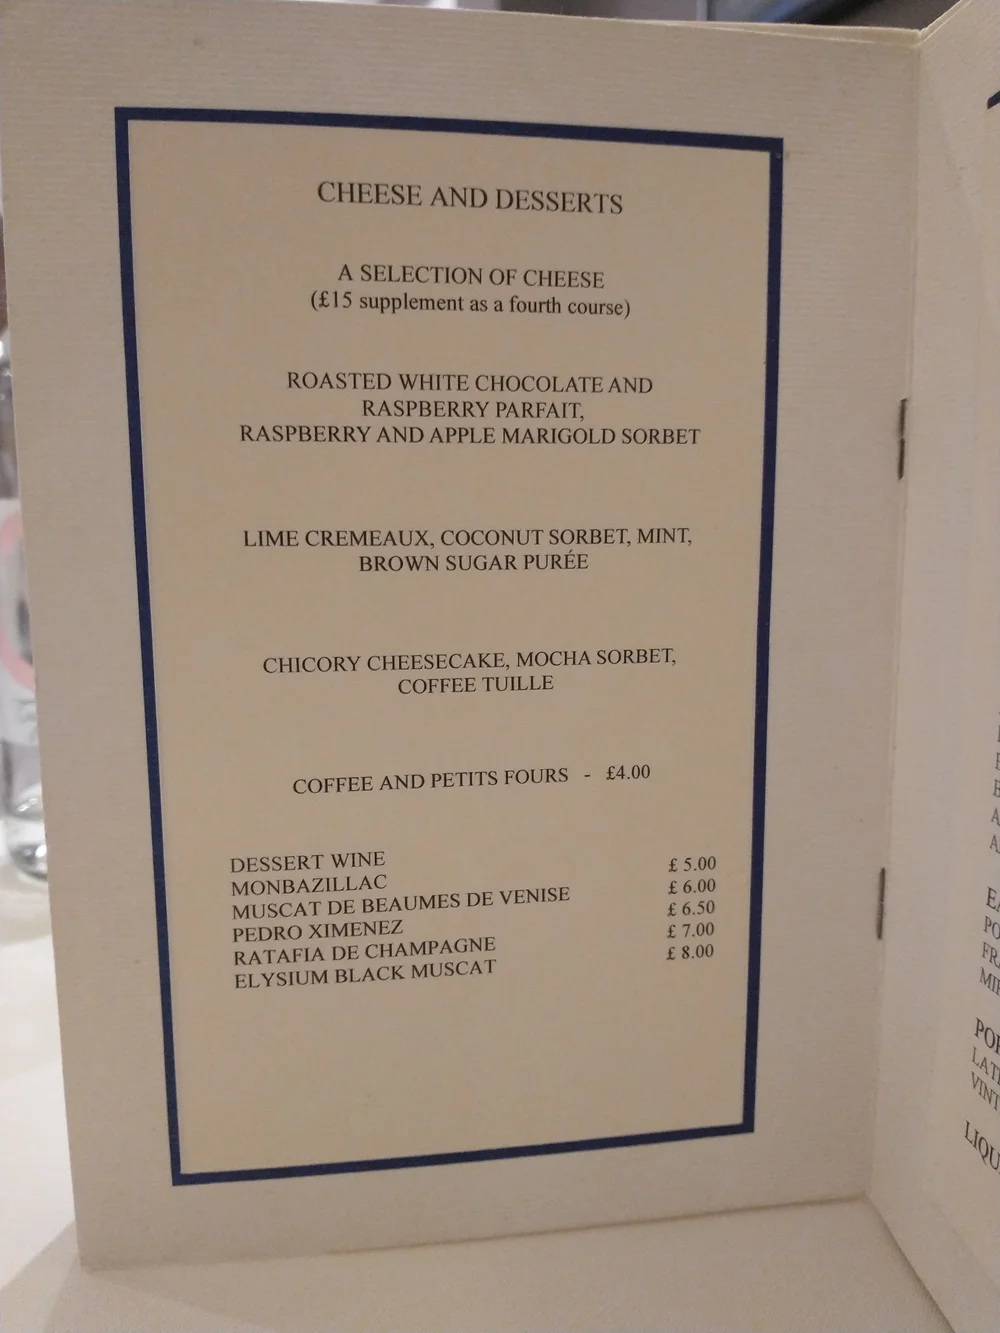 CHEESE AND DESSERTS
A SELECTION OF CHEESE
(£15 supplement as a fourth course)
ROASTED WHITE CHOCOLATE AND
RASPBERRY PARFAIT,
RASPBERRY AND APPLE MARIGOLD SORBET
LIME CREMEAUX, COCONUT SORBET, MINT,
BROWN SUGAR PURÉE
CHICORY CHEESECAKE, MOCHA SORBET,
COFFEE TUILLE
COFFEE AND PETITS FOURS - £4.00
DESSERT WINE
MONBAZILLAC £ 5.00
MUSCAT DE BEAUMES DE VENISE £ 6.00
PEDRO XIMENEZ £ 6.50
RATAFIA DE CHAMPAGNE £ 7.00
ELYSIUM BLACK MUSCAT £ 8.00